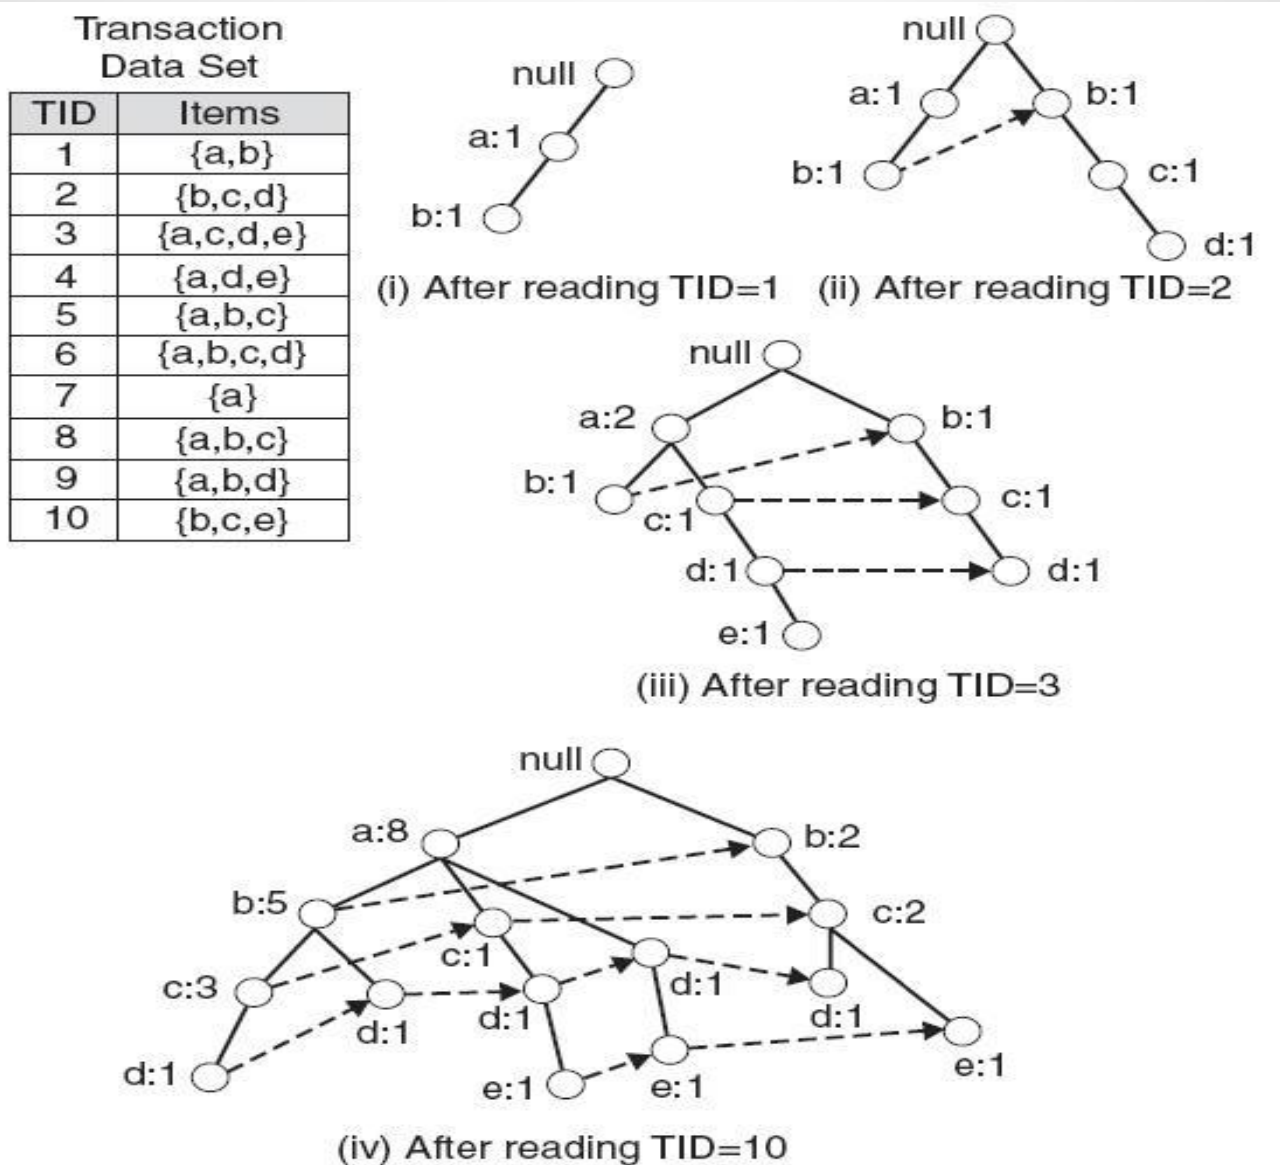 Transaction
Data Set
TID Items
1 {a,b}
2 {b,c,d}
3 {a,c,d,e}
4 {a,d,e}
5 {a,b,c}
6 {a,b,c,d}
7 {a}
8 {a,b,c}
9 {a,b,d}
10 {b,c,e}
null
a:1
b:1
(i) After reading TID=1
null
a:1 b:1
b:1 c:1
d:1
(ii) After reading TID=2
null
a:2 b:1
b:1 c:1 c:1
d:1 d:1
e:1
(iii) After reading TID=3
null
a:8 b:2
b:5 c:2
c:3 c:1 d:1
d:1 d:1 d:1
d:1 e:1 e:1 e:1
(iv) After reading TID=10